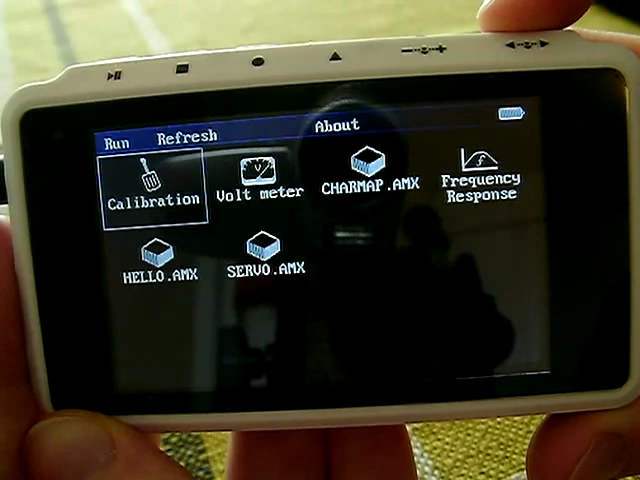 Run Refresh About
Calibration
Volt meter
CHARMAP.AMX
Frequency
Response
HELLO.AMX
SERVO.AMX